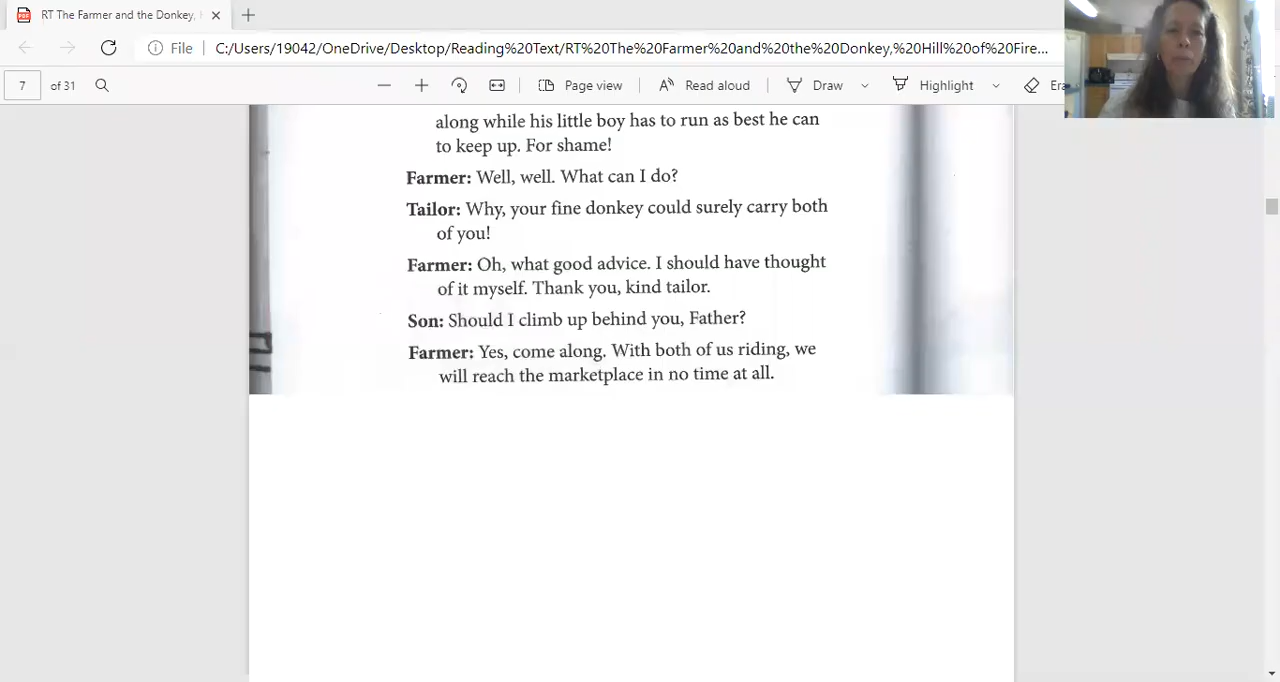 RT The Farmer and the Donkey,
File
C:/Users/19042/OneDrive/Desktop/Reading%20Text/RT%20The%20Farmer%20and%20the%20Donkey,%20Hill%20of%20Fire...
7 of 31
Page view
Read aloud
Draw
Highlight
Era
along while his little boy has to run as best he can
to keep up. For shame!
Farmer: Well, well. What can I do?
Tailor: Why, your fine donkey could surely carry both
of you!
Farmer: Oh, what good advice. I should have thought
of it myself. Thank you, kind tailor.
Son: Should I climb up behind you, Father?
Farmer: Yes, come along. With both of us riding, we
will reach the marketplace in no time at all.